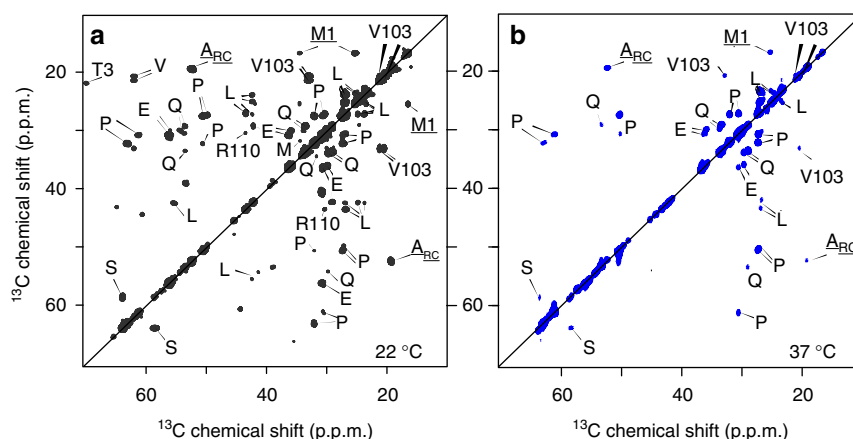 a
b
T3 V A_RC M1 V103
V103 L
P E Q P L
M R110
M1
P
Q
V103
Q
E
R110
L
L
P P
A_RC
S
Q
E
P
S
22 °C
20
40
60
60 40 20
¹³C chemical shift (p.p.m.)
¹³C chemical shift (p.p.m.)
M1 V103
A_RC V103 L
L
P E Q Q P
P
M1
P
Q
V103
E
L
P
A_RC
Q
S
P
S
37 °C
20
40
60
60 40 20
¹³C chemical shift (p.p.m.)